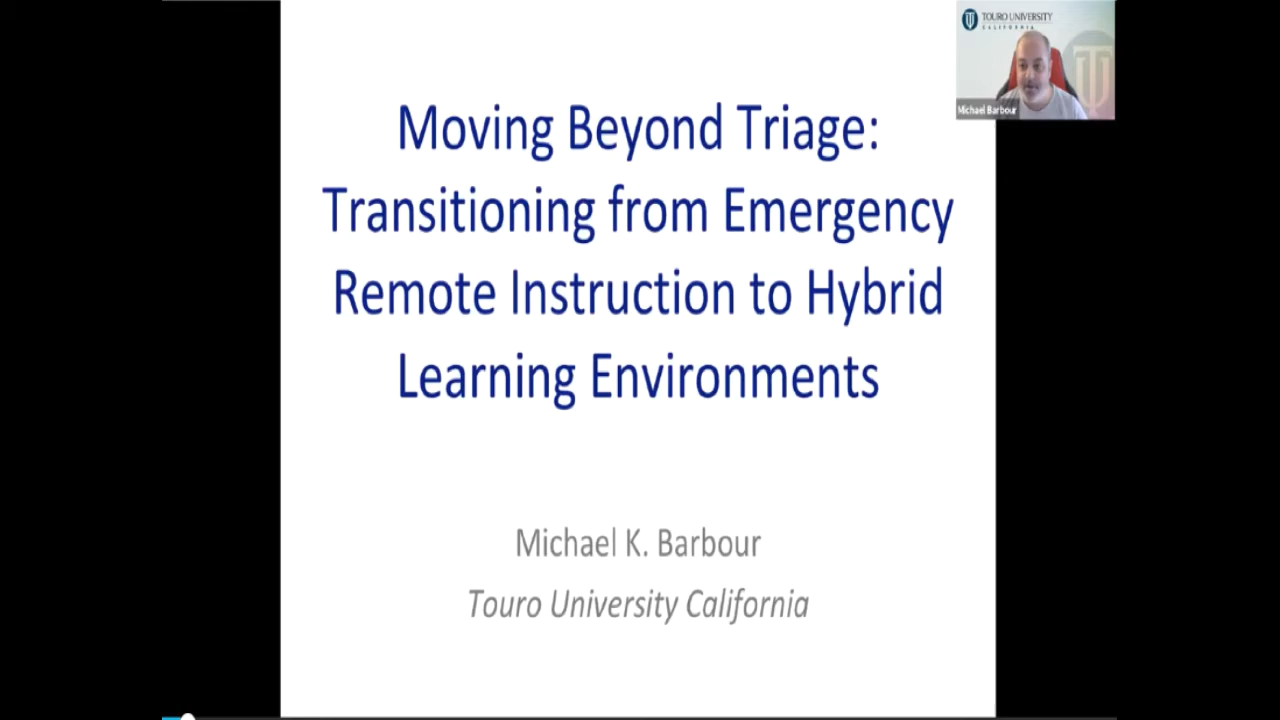 TOURO UNIVERSITY
CALIFORNIA
Michael Barbour
Moving Beyond Triage:
Transitioning from Emergency
Remote Instruction to Hybrid
Learning Environments
Michael K. Barbour
Touro University California